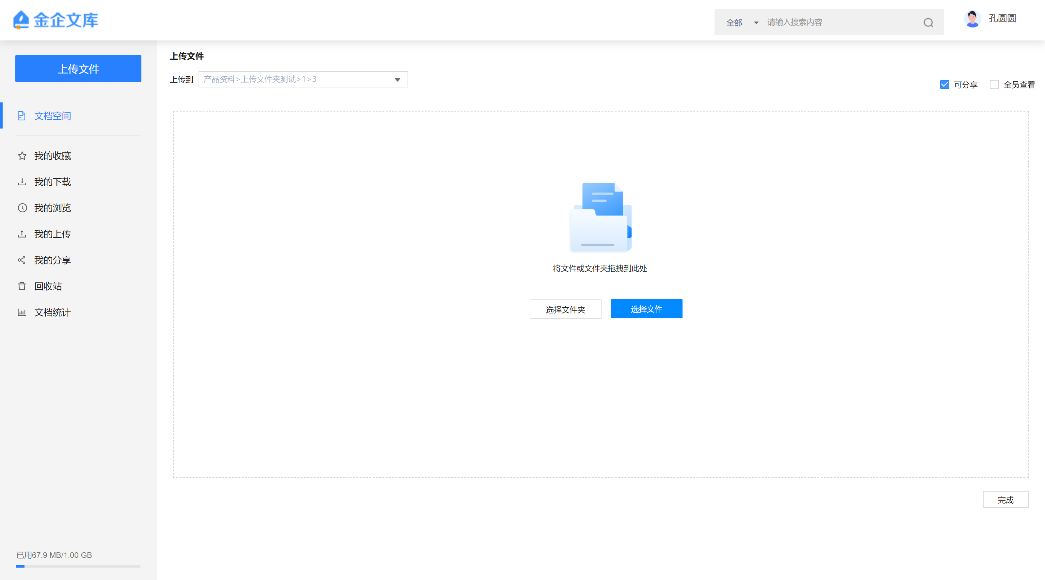 金企文库
全部 请输入搜索内容
孔圆圆
上传文件
文档空间
我的收藏
我的下载
我的浏览
我的上传
我的分享
回收站
文档统计
已用67.9 MB/1.00 GB
上传文件
上传到 产品资料>上传文件夹测试>1>3
可分享 全员查看
将文件或文件夹拖拽到此处
选择文件夹 选择文件
完成